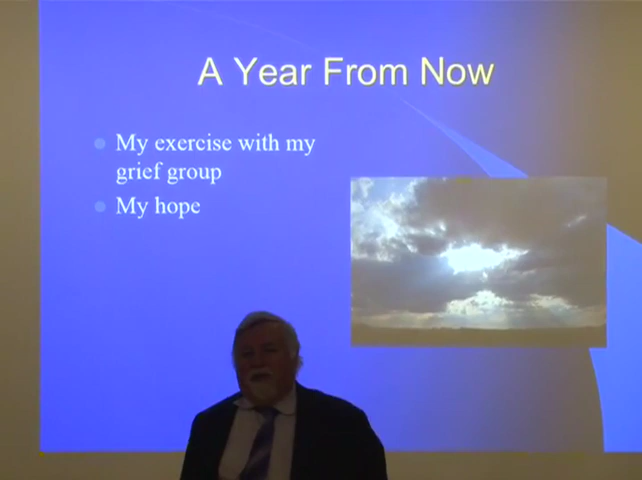 A Year From Now
My exercise with my
grief group
My hope